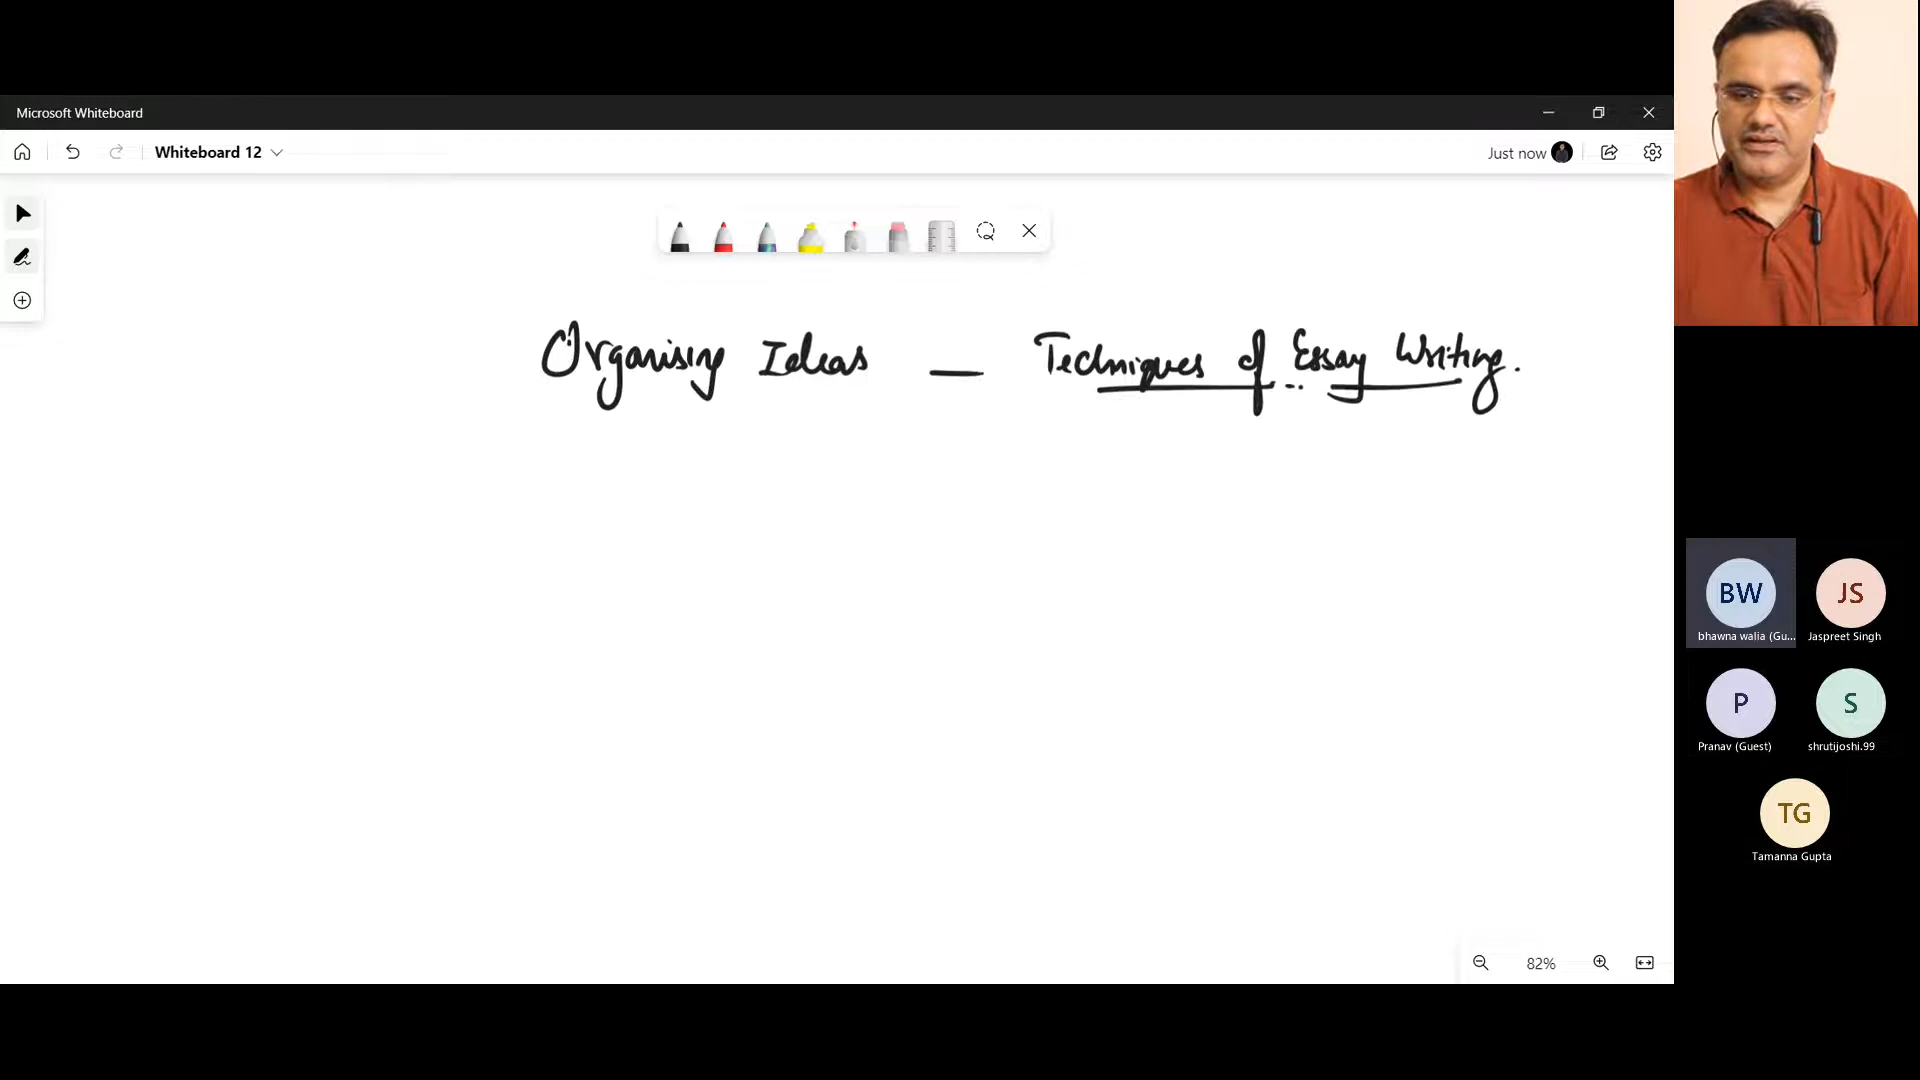 Microsoft Whiteboard
Whiteboard 12
Just now
Organising Ideas — Techniques of Essay Writing.
BW
JS
bhawna walia (Gu...
Jaspreet Singh
P
S
Pranav (Guest)
shrutijoshi.99
TG
Tamanna Gupta
82%